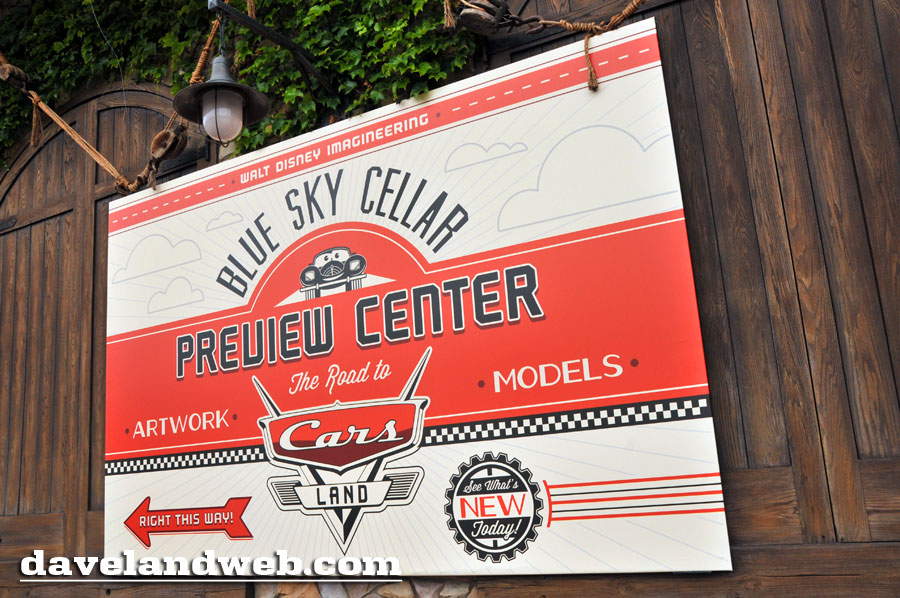 • WALT DISNEY IMAGINEERING •
BLUE SKY CELLAR
PREVIEW CENTER
The Road to
• ARTWORK •
• MODELS •
Cars
LAND
RIGHT THIS WAY!
See What's
NEW
Today!
davelandweb.com